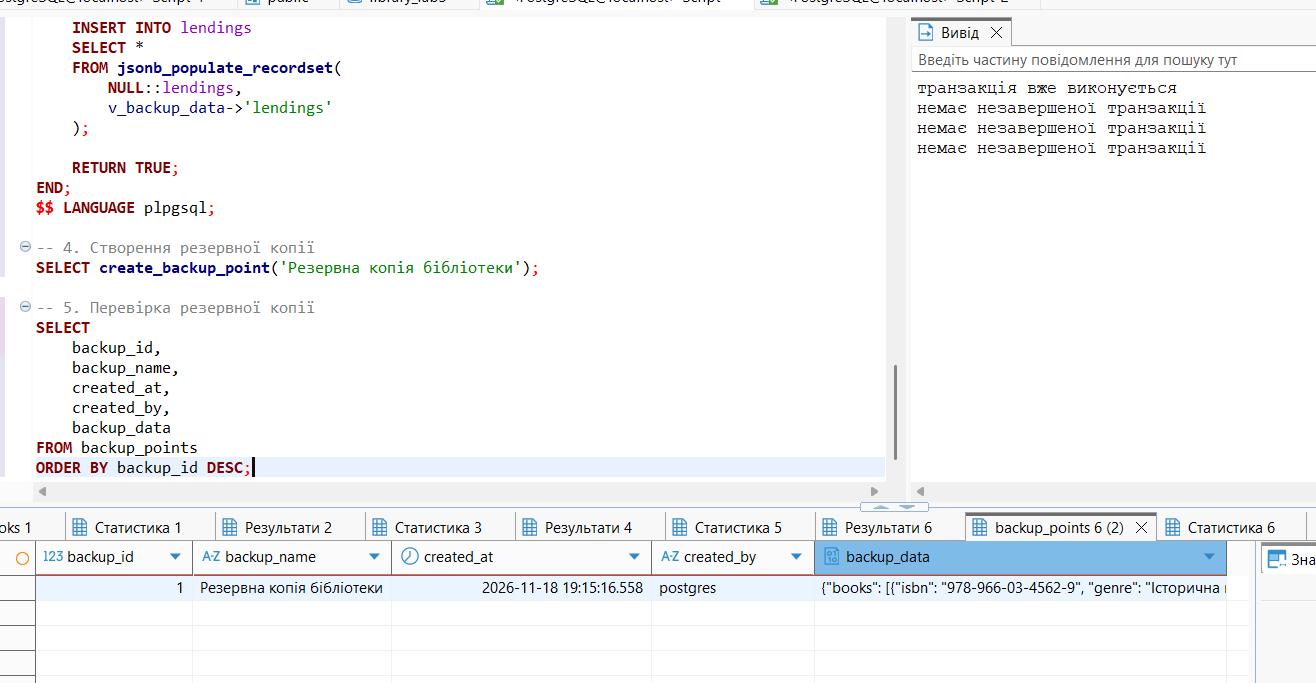 public
INSERT INTO lendings
SELECT *
FROM jsonb_populate_recordset(
NULL::lendings,
v_backup_data->'lendings'
);
RETURN TRUE;
END;
$$ LANGUAGE plpgsql;
-- 4. Створення резервної копії
SELECT create_backup_point('Резервна копія бібліотеки');
-- 5. Перевірка резервної копії
SELECT
backup_id,
backup_name,
created_at,
created_by,
backup_data
FROM backup_points
ORDER BY backup_id DESC;
Вивід
Введіть частину повідомлення для пошуку тут
транзакція вже виконується
немає незавершеної транзакції
немає незавершеної транзакції
немає незавершеної транзакції
oks 1 Статистика 1 Результати 2 Статистика 3 Результати 4 Статистика 5 Результати 6 backup_points 6 (2) Статистика 6
123 backup_id A-Z backup_name created_at A-Z created_by backup_data Зна
1 Резервна копія бібліотеки 2026-11-18 19:15:16.558 postgres {"books": [{"isbn": "978-966-03-4562-9", "genre": "Історична